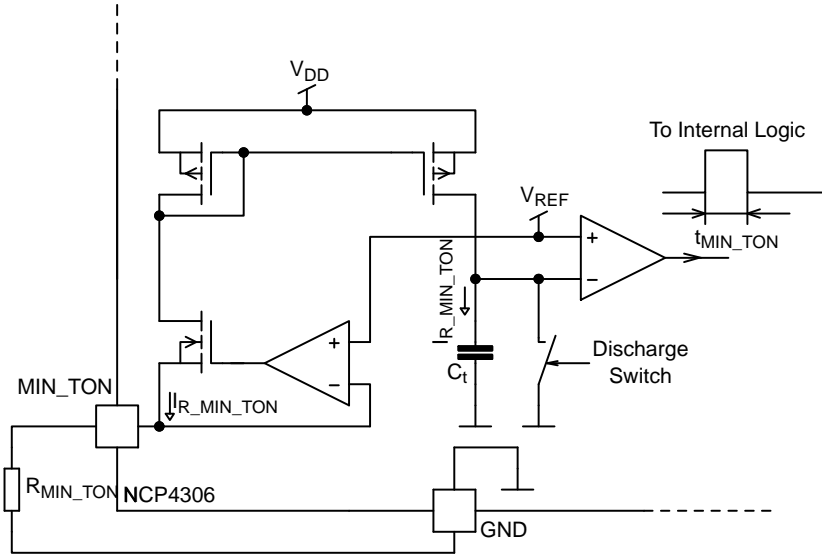 V_DD
To Internal Logic
V_REF
+
−
t_MIN_TON
I_R_MIN_TON
+
−
C_t
Discharge
Switch
MIN_TON
I_R_MIN_TON
R_MIN_TON
NCP4306
GND